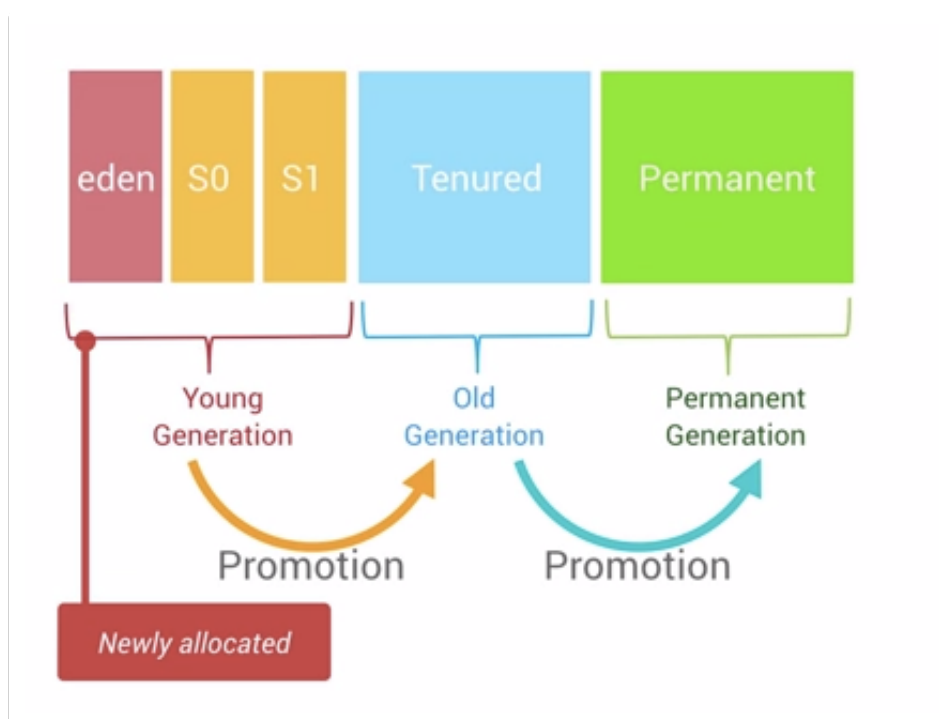 eden
S0
S1
Tenured
Permanent
Young
Generation
Old
Generation
Permanent
Generation
Promotion
Promotion
Newly allocated